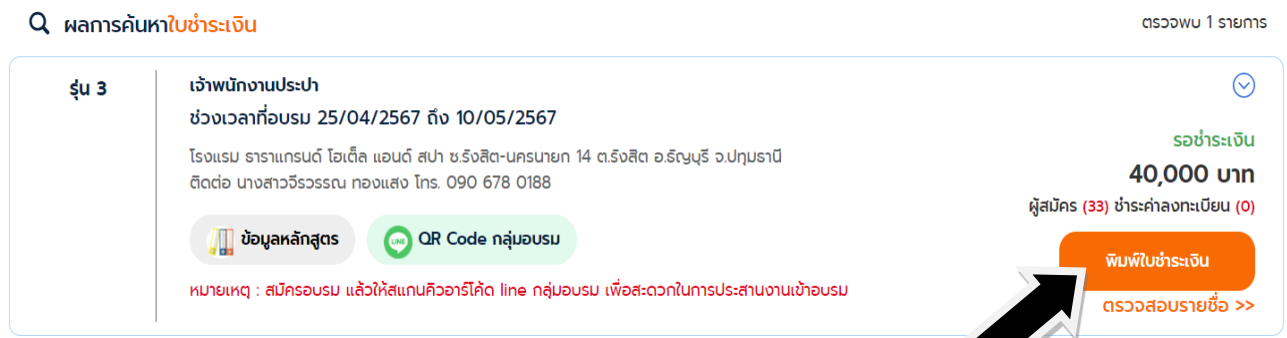 ผลการค้นหาใบชำระเงิน
ตรวจพบ 1 รายการ
รุ่น 3
เจ้าพนักงานประปา
ช่วงเวลาที่อบรม 25/04/2567 ถึง 10/05/2567
โรงแรม ธาราแกรนด์ โฮเต็ล แอนด์ สปา ซ.รังสิต-นครนายก 14 ต.รังสิต อ.ธัญบุรี จ.ปทุมธานี
ติดต่อ นางสาวจีรวรรณ ทองแสง โทร. 090 678 0188
รอชำระเงิน
40,000 บาท
ผู้สมัคร (33) ชำระค่าลงทะเบียน (0)
ข้อมูลหลักสูตร
LINE
QR Code กลุ่มอบรม
พิมพ์ใบชำระเงิน
หมายเหตุ : สมัครอบรม แล้วให้สแกนคิวอาร์โค้ด line กลุ่มอบรม เพื่อสะดวกในการประสานงานเข้าอบรม
ตรวจสอบรายชื่อ >>